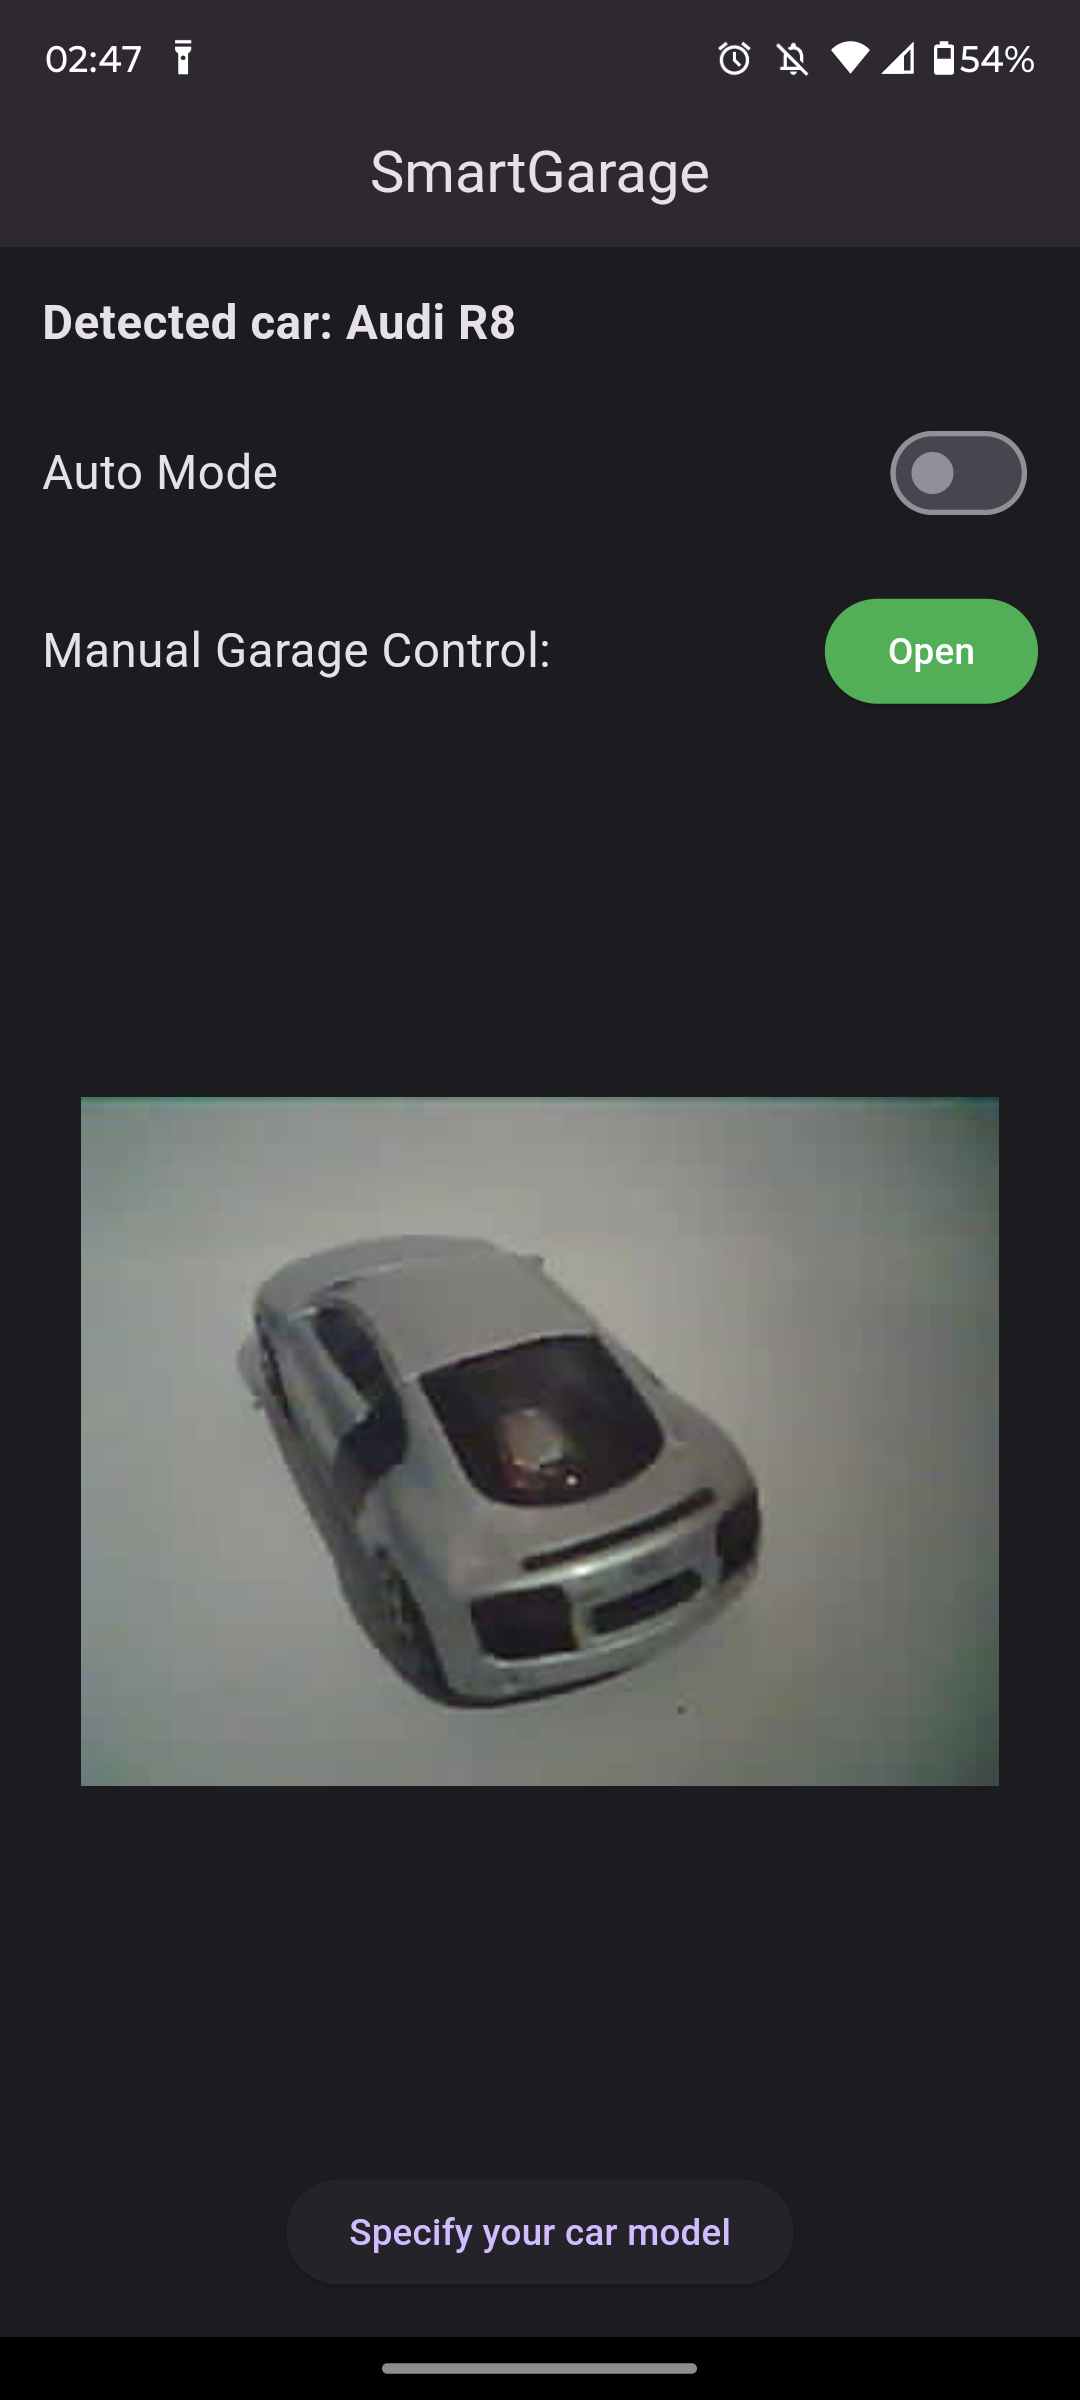 02:47
54%
SmartGarage
Detected car: Audi R8
Auto Mode
Manual Garage Control:
Open
Specify your car model